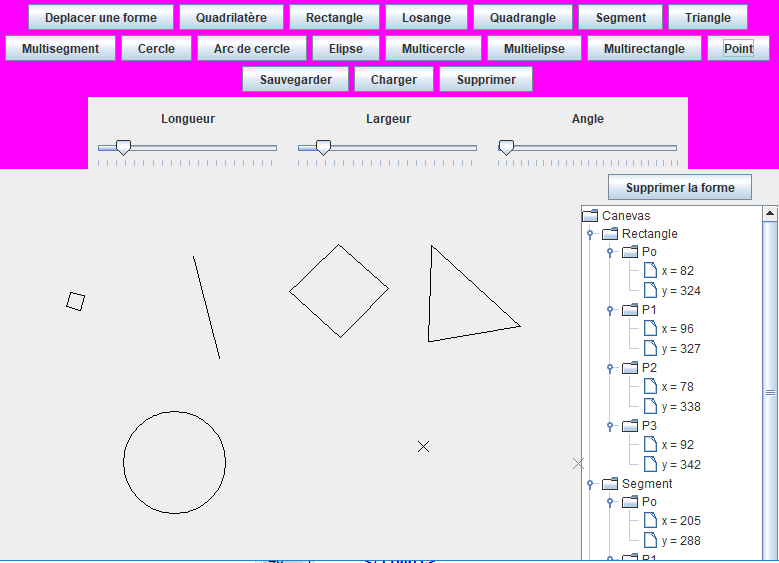 Deplacer une forme Quadrilatère Rectangle Losange Quadrangle Segment Triangle
Multisegment Cercle Arc de cercle Elipse Multicercle Multielipse Multirectangle Point
Sauvegarder Charger Supprimer
Longueur Largeur Angle
Supprimer la forme
Canevas
Rectangle
Po
x = 82
y = 324
P1
x = 96
y = 327
P2
x = 78
y = 338
P3
x = 92
y = 342
Segment
Po
x = 205
y = 288
P1